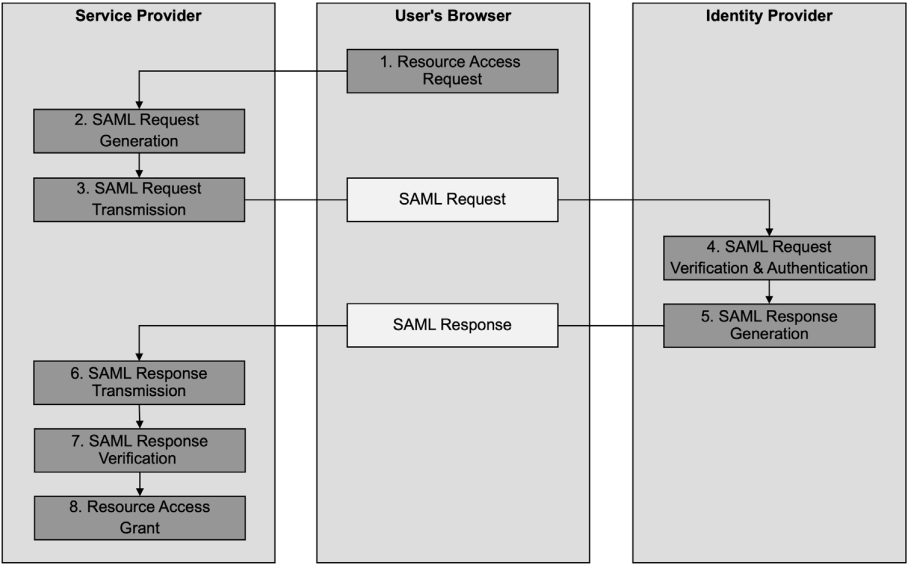 Service Provider
User's Browser
Identity Provider
1. Resource Access
Request
2. SAML Request
Generation
3. SAML Request
Transmission
SAML Request
4. SAML Request
Verification & Authentication
SAML Response
5. SAML Response
Generation
6. SAML Response
Transmission
7. SAML Response
Verification
8. Resource Access
Grant